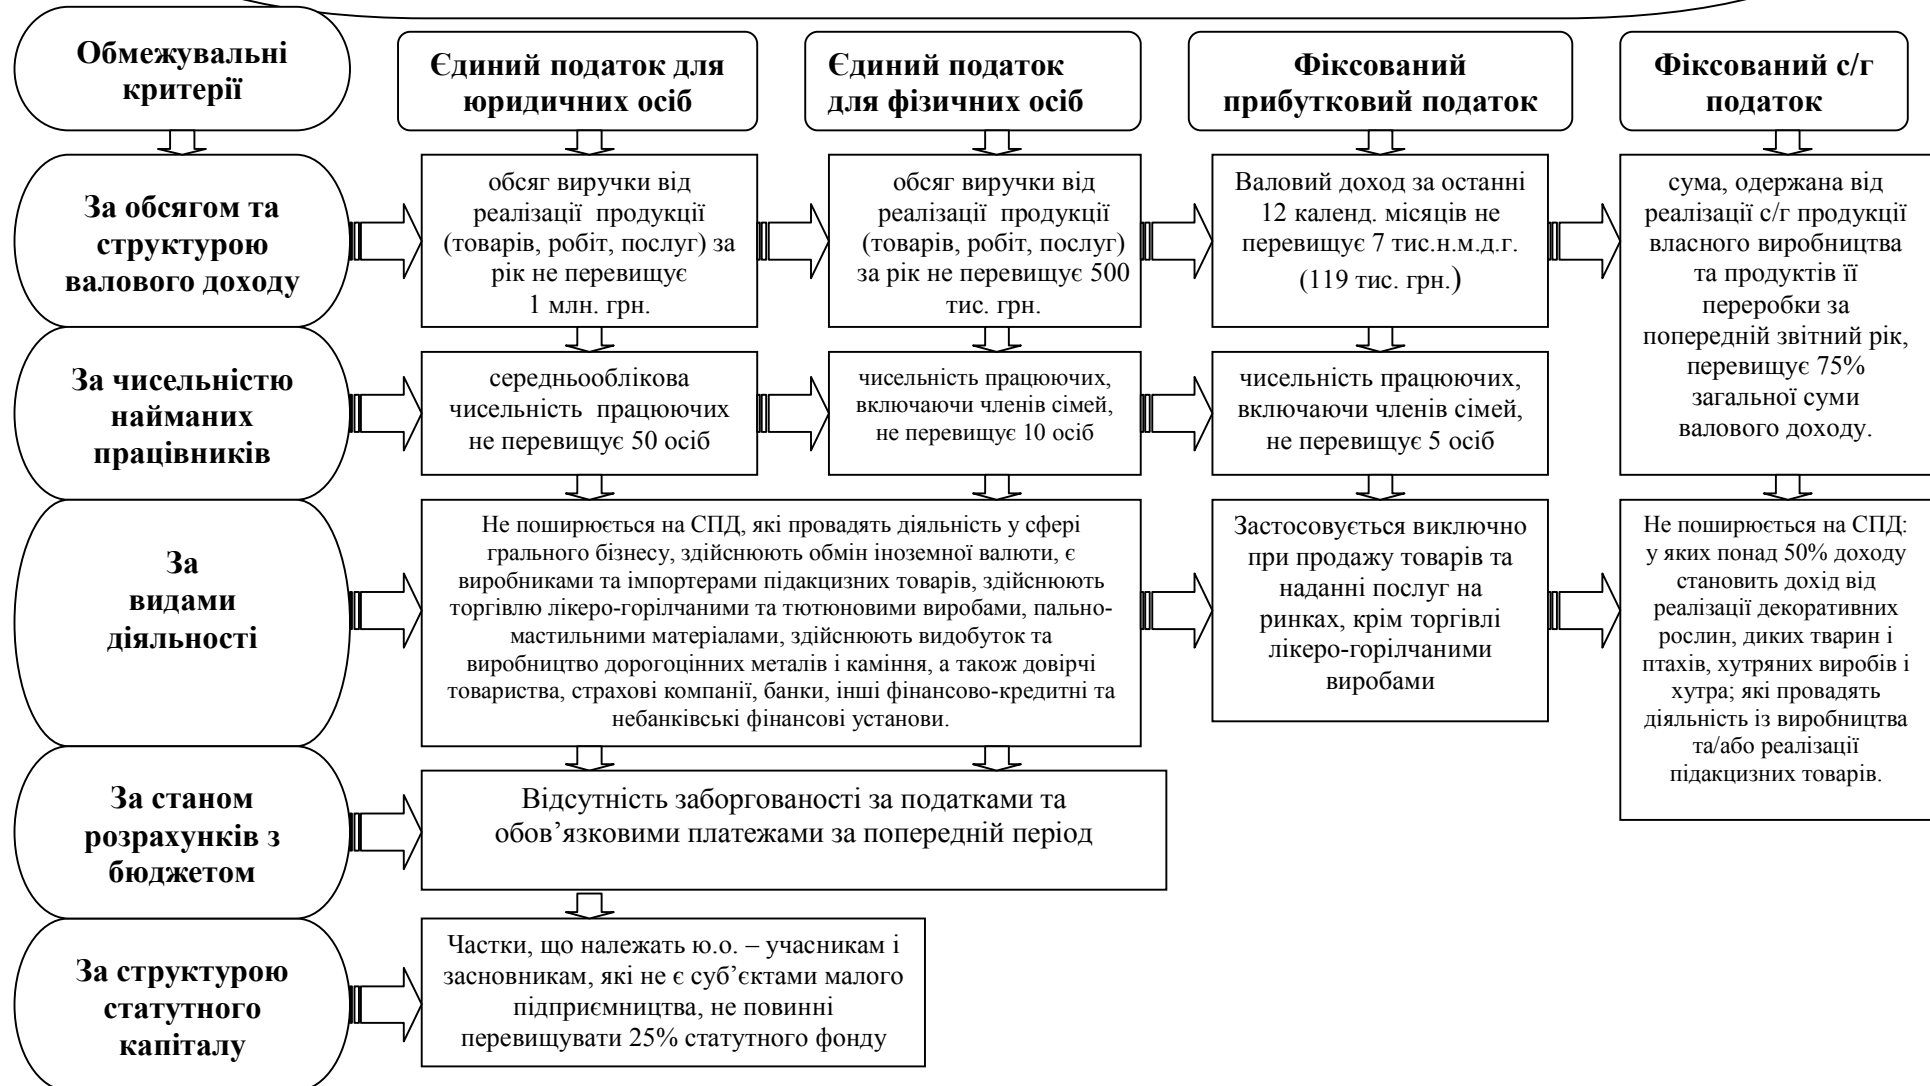 Обмежувальні
критерії
Єдиний податок для
юридичних осіб
Єдиний податок
для фізичних осіб
Фіксований
прибутковий податок
Фіксований с/г
податок
За обсягом та
структурою
валового доходу
обсяг виручки від
реалізації продукції
(товарів, робіт, послуг) за
рік не перевищує
1 млн. грн.
обсяг виручки від
реалізації продукції
(товарів, робіт, послуг)
за рік не перевищує 500
тис. грн.
Валовий доход за останні
12 календ. місяців не
перевищує 7 тис.н.м.д.г.
(119 тис. грн.)
сума, одержана від
реалізації с/г продукції
власного виробництва
та продуктів її
переробки за
попередній звітний рік,
перевищує 75%
загальної суми
валового доходу.
За чисельністю
найманих
працівників
середньооблікова
чисельність працюючих
не перевищує 50 осіб
чисельність працюючих,
включаючи членів сімей,
не перевищує 10 осіб
чисельність працюючих,
включаючи членів сімей,
не перевищує 5 осіб
За
видами
діяльності
Не поширюється на СПД, які провадять діяльність у сфері
грального бізнесу, здійснюють обмін іноземної валюти, є
виробниками та імпортерами підакцизних товарів, здійснюють
торгівлю лікеро-горілчаними та тютюновими виробами, пально-
мастильними матеріалами, здійснюють видобуток та
виробництво дорогоцінних металів і каміння, а також довірчі
товариства, страхові компанії, банки, інші фінансово-кредитні та
небанківські фінансові установи.
Застосовується виключно
при продажу товарів та
наданні послуг на
ринках, крім торгівлі
лікеро-горілчаними
виробами
Не поширюється на СПД:
у яких понад 50% доходу
становить дохід від
реалізації декоративних
рослин, диких тварин і
птахів, хутряних виробів і
хутра; які провадять
діяльність із виробництва
та/або реалізації
підакцизних товарів.
За станом
розрахунків з
бюджетом
Відсутність заборгованості за податками та
обов’язковими платежами за попередній період
За структурою
статутного
капіталу
Частки, що належать ю.о. – учасникам і
засновникам, які не є суб’єктами малого
підприємництва, не повинні
перевищувати 25% статутного фонду